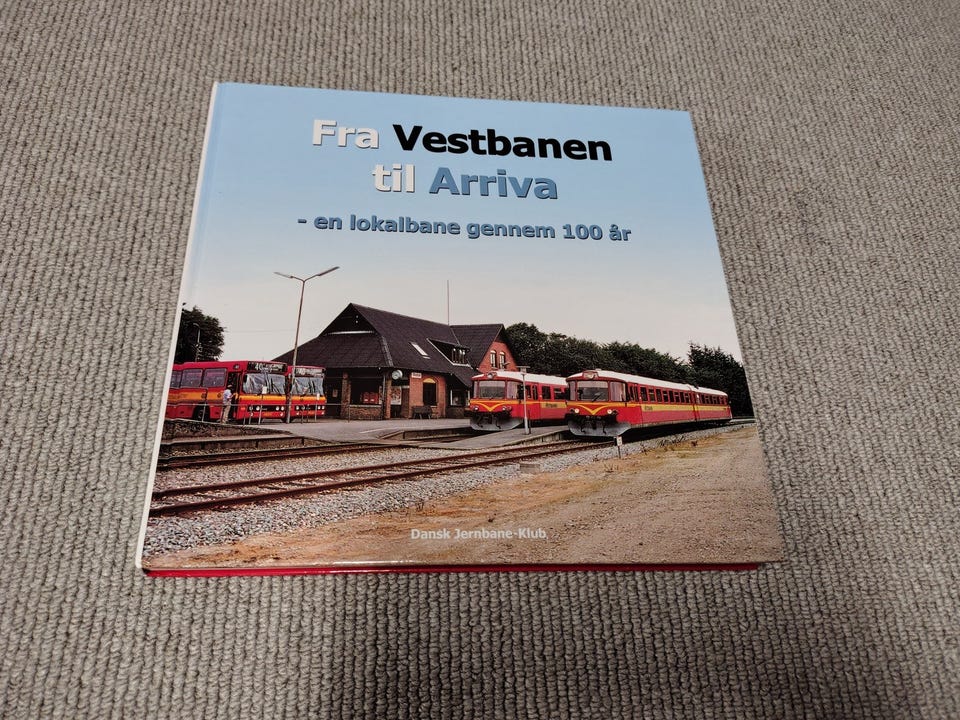 Fra Vestbanen
til Arriva
- en lokalbane gennem 100 år
Dansk Jernbane-Klub